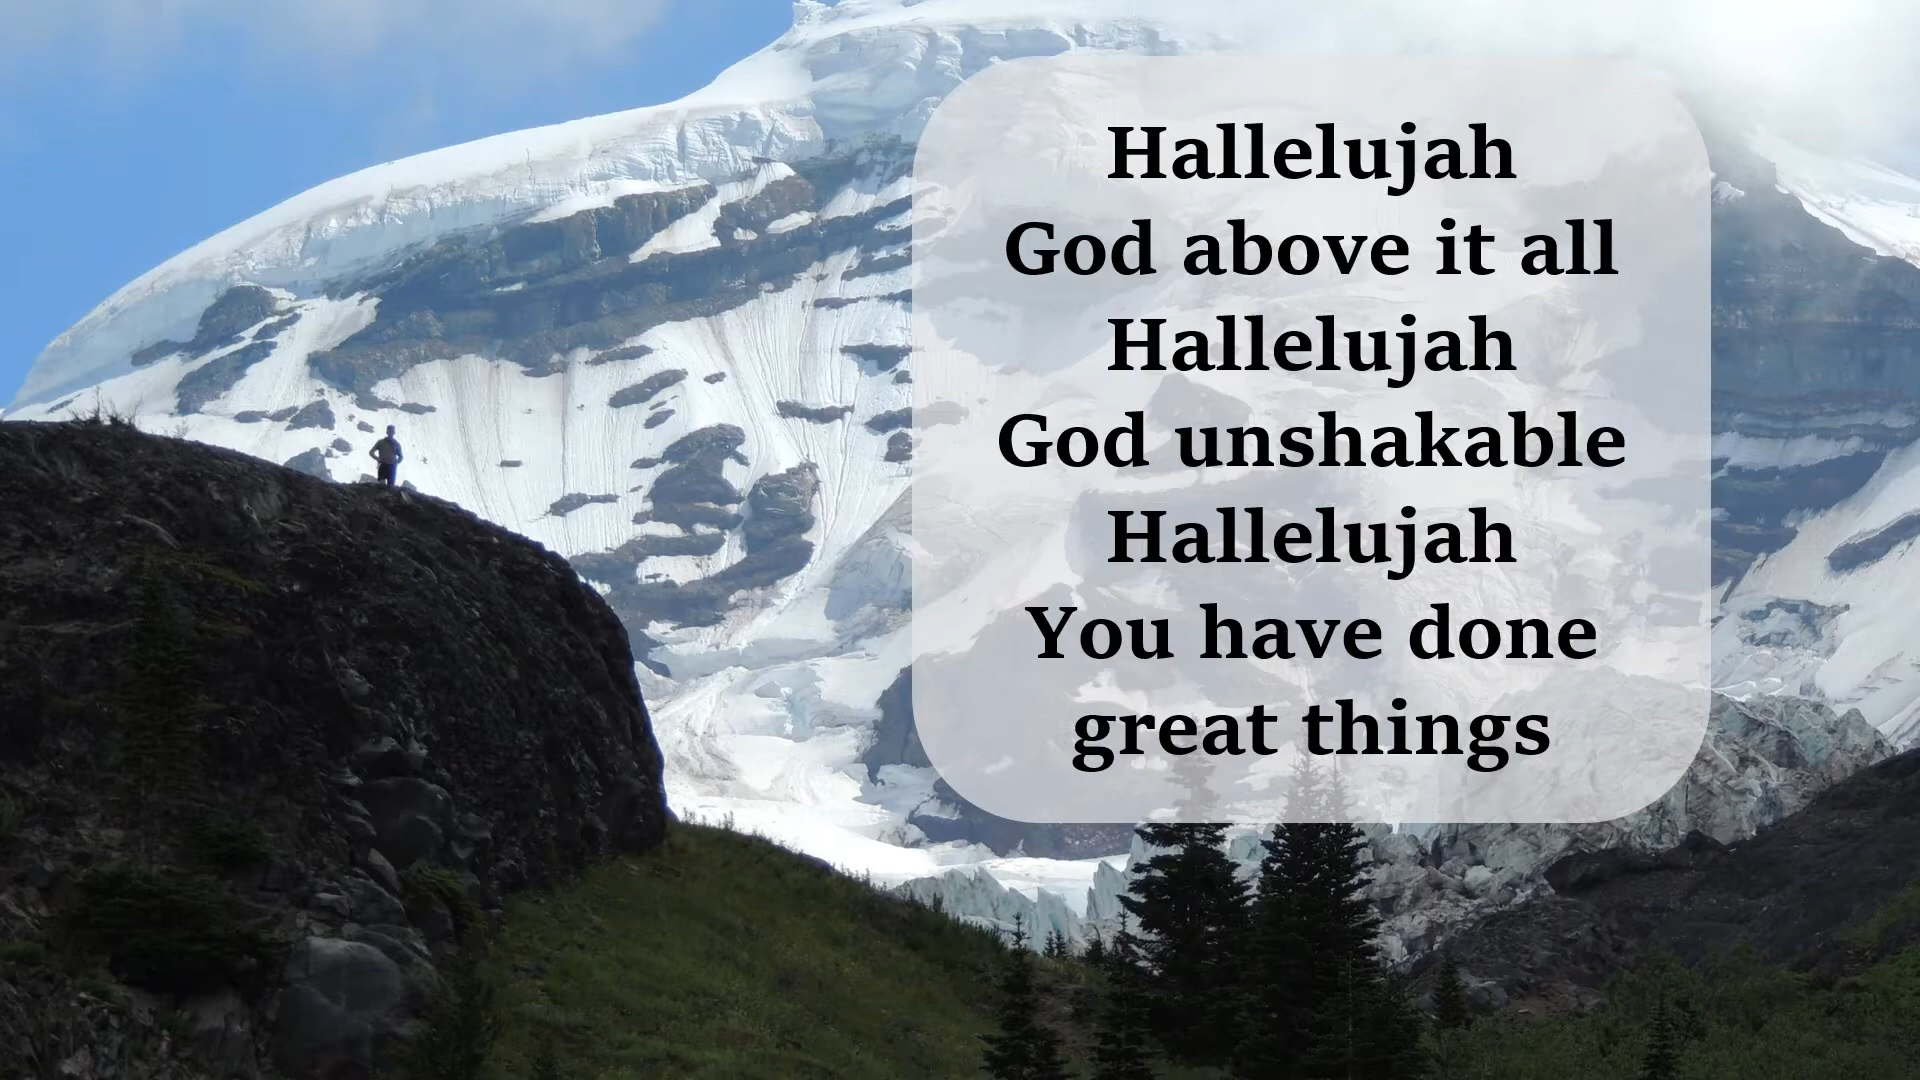 Hallelujah
God above it all
Hallelujah
God unshakable
Hallelujah
You have done
great things